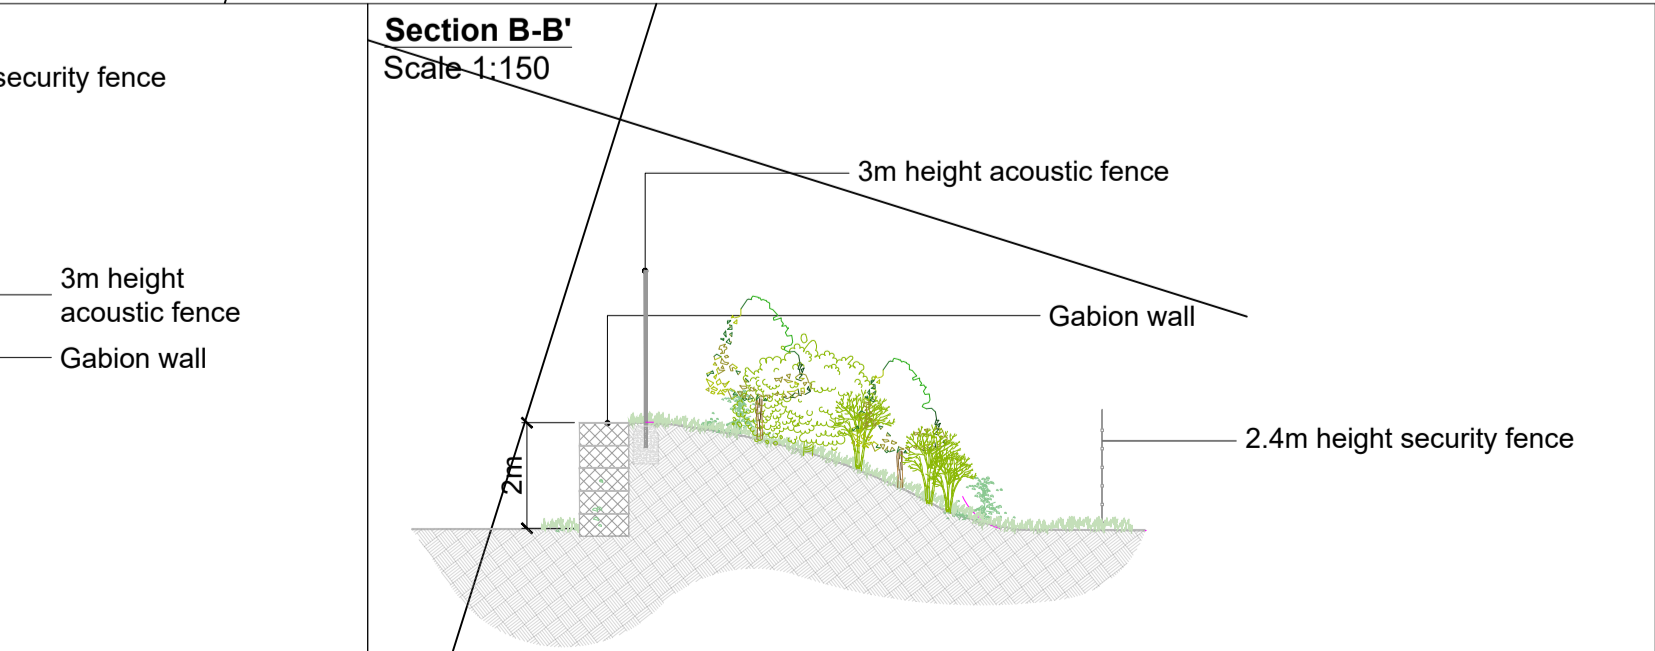 security fence
3m height
acoustic fence
Gabion wall
Section B-B'
Scale 1:150
3m height acoustic fence
Gabion wall
2.4m height security fence
2m